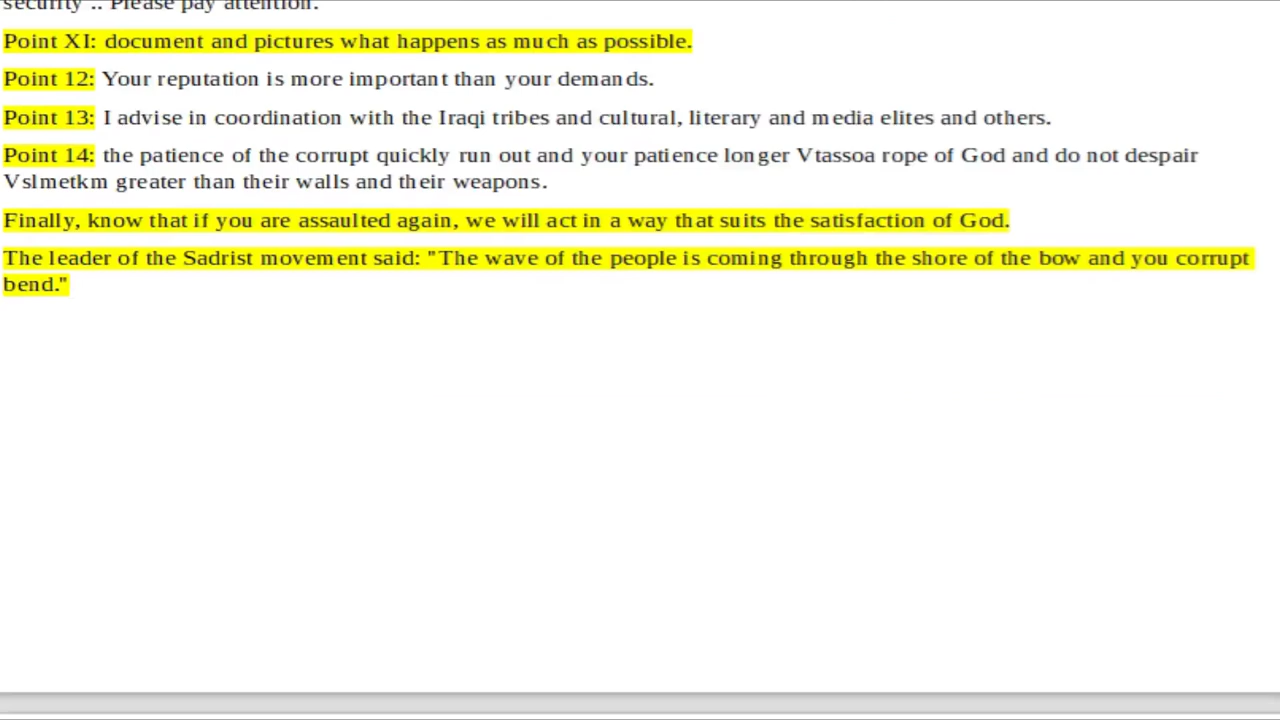 security .. Please pay attention.
Point XI: document and pictures what happens as much as possible.
Point 12: Your reputation is more important than your demands.
Point 13: I advise in coordination with the Iraqi tribes and cultural, literary and media elites and others.
Point 14: the patience of the corrupt quickly run out and your patience longer Vtassoa rope of God and do not despair
Vslmetkm greater than their walls and their weapons.
Finally, know that if you are assaulted again, we will act in a way that suits the satisfaction of God.
The leader of the Sadrist movement said: "The wave of the people is coming through the shore of the bow and you corrupt
bend."